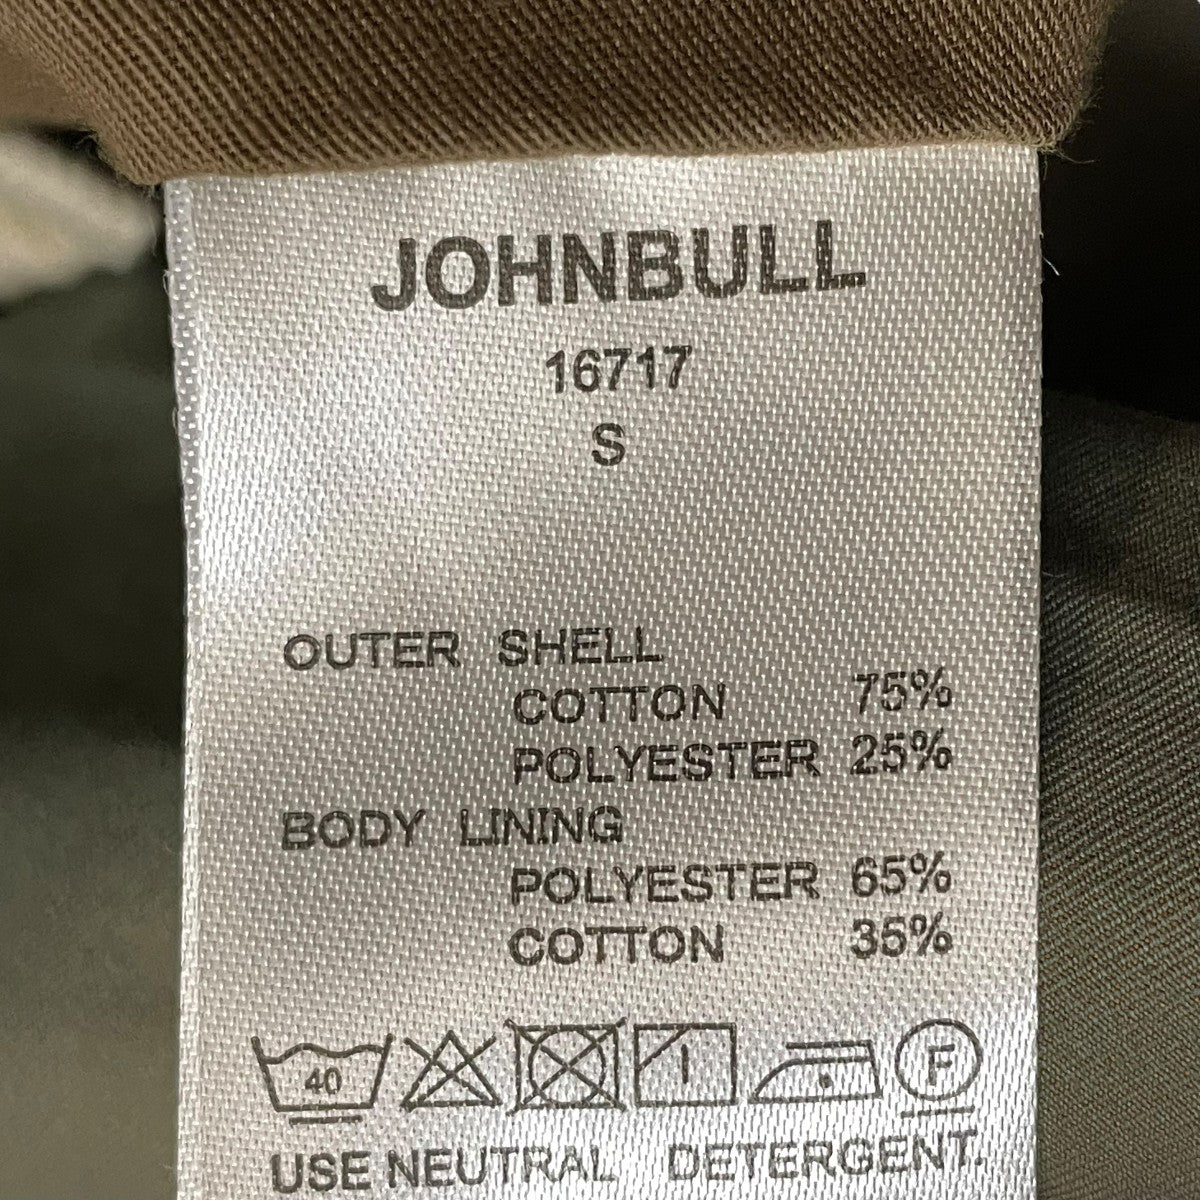 JOHNBULL
16717
S
OUTER SHELL
COTTON 75%
POLYESTER 25%
BODY LINING
POLYESTER 65%
COTTON 35%
40 F
USE NEUTRAL DETERGENT.